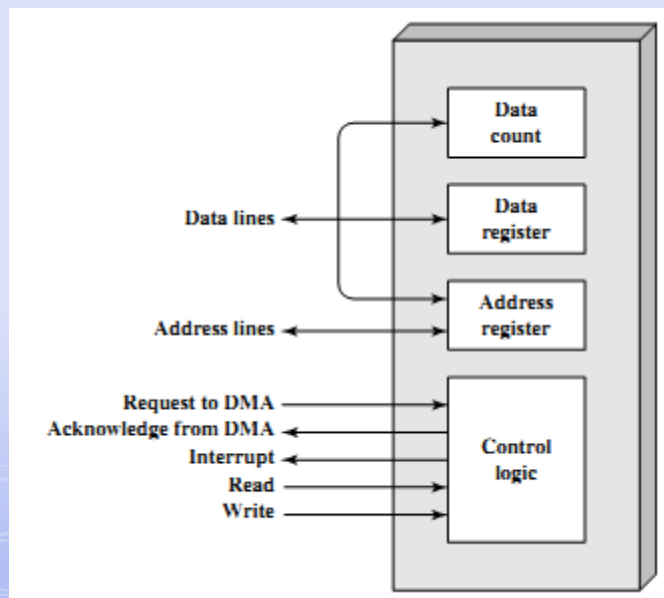 Data
count
Data lines
Data
register
Address
register
Address lines
Request to DMA
Acknowledge from DMA
Interrupt
Read
Write
Control
logic